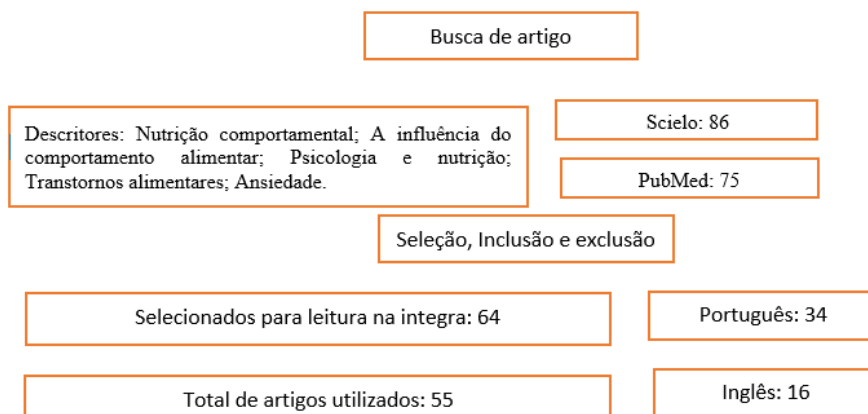 Busca de artigo
Descritores: Nutrição comportamental; A influência do
comportamento alimentar; Psicologia e nutrição;
Transtornos alimentares; Ansiedade.
Scielo: 86
PubMed: 75
Seleção, Inclusão e exclusão
Selecionados para leitura na integra: 64
Português: 34
Total de artigos utilizados: 55
Inglês: 16